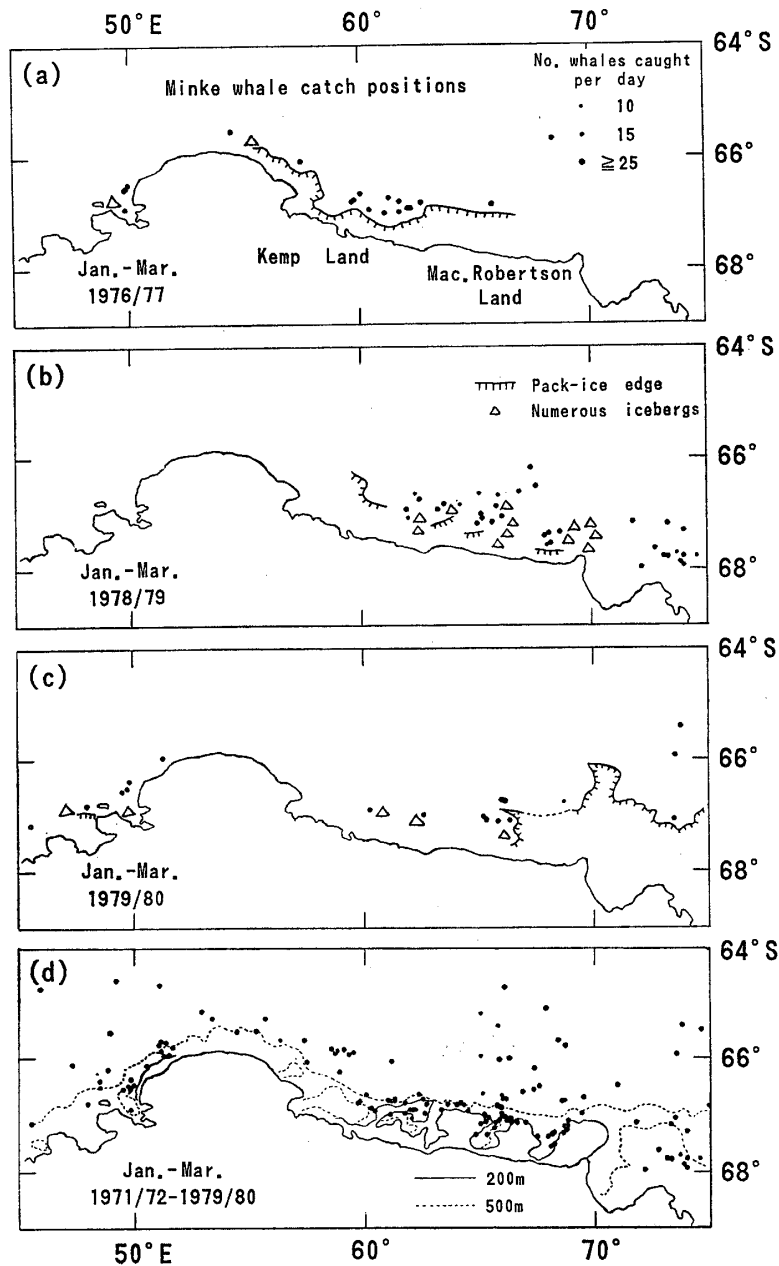 50°E 60° 70°
64°S
(a)
Minke whale catch positions
No. whales caught
per day
10
15
≧25
66°
Kemp Land
Jan.-Mar.
1976/77
Mac.Robertson
Land
68°
64°S
(b)
Pack-ice edge
Numerous icebergs
66°
Jan.-Mar.
1978/79
68°
64°S
(c)
66°
Jan.-Mar.
1979/80
68°
64°S
(d)
66°
Jan.-Mar.
1971/72-1979/80
200m
500m
68°
50°E 60° 70°